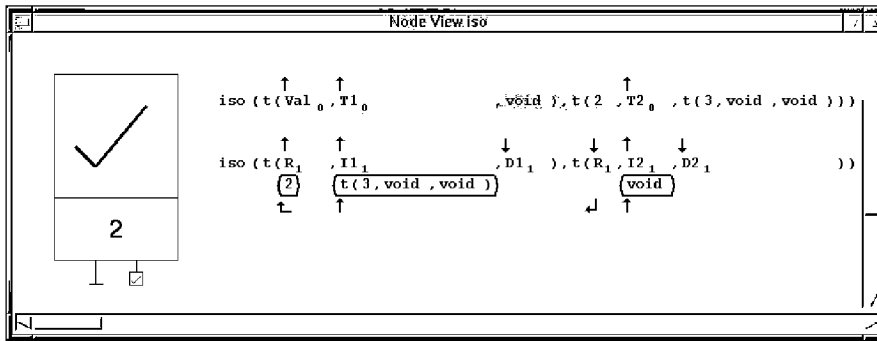 Node View iso
iso (t(Val 0 ,T1 0 ,void ),t(2 ,T2 0 ,t(3,void ,void )))
iso (t(R 1 ,I1 1 ,D1 1 ),t(R 1 ,I2 1 ,D2 1 ))
2 t(3,void ,void ) void
2